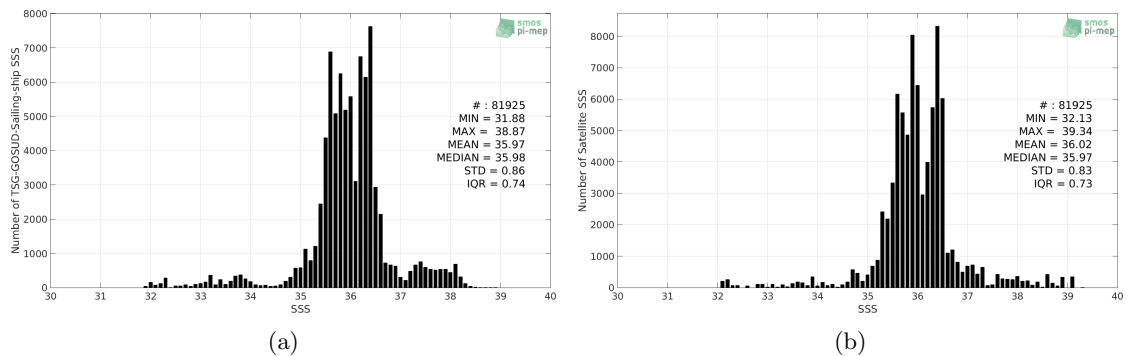 8000
7000
6000
5000
4000
3000
2000
1000
0
Number of TSG-GOSUD-Sailing-ship SSS
smos
pi-mep
# : 81925
MIN = 31.88
MAX = 38.87
MEAN = 35.97
MEDIAN = 35.98
STD = 0.86
IQR = 0.74
30 31 32 33 34 35 36 37 38 39 40
SSS
(a)
8000
7000
6000
5000
4000
3000
2000
1000
0
Number of Satellite SSS
smos
pi-mep
# : 81925
MIN = 32.13
MAX = 39.34
MEAN = 36.02
MEDIAN = 35.97
STD = 0.83
IQR = 0.73
30 31 32 33 34 35 36 37 38 39 40
SSS
(b)